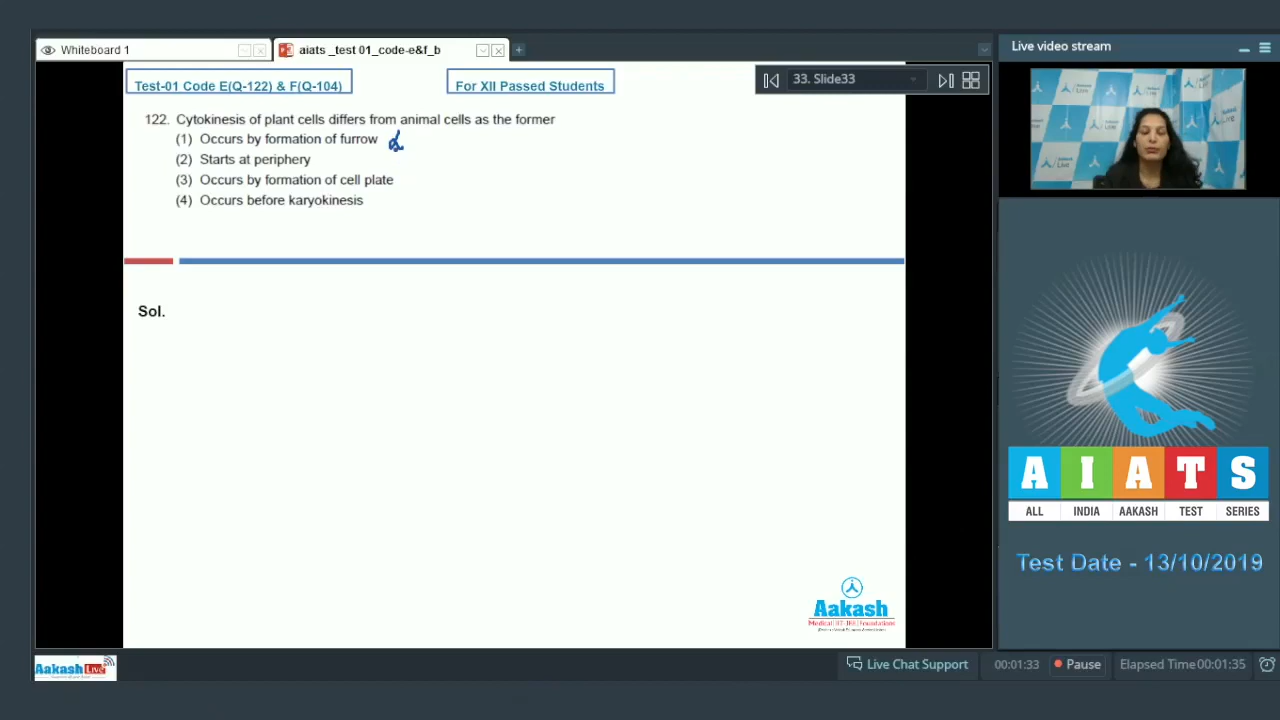 Whiteboard 1
aiats _test 01_code-e&f_b
Live video stream
Test-01 Code E(Q-122) & F(Q-104)
For XII Passed Students
33. Slide33
122. Cytokinesis of plant cells differs from animal cells as the former
(1) Occurs by formation of furrow
(2) Starts at periphery
(3) Occurs by formation of cell plate
(4) Occurs before karyokinesis
Sol.
A I A T S
ALL INDIA AAKASH TEST SERIES
Test Date - 13/10/2019
Aakash
Medical|IIT-JEE|Foundations
Aakash Live
Live Chat Support
00:01:33
Pause
Elapsed Time 00:01:35